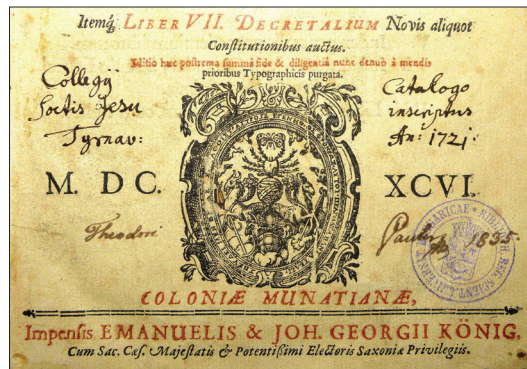 Itemq́; LIBER VII. DECRETALIUM Novis aliquot
Constitutionibus auctus.
Editio hæc postrema summâ fide & diligentiâ nunc denuò à mendis
prioribus Typographicis purgata.
Collegy
Soctis Jesu
Tyrnav:
Catalogo
inscriptus
An: 1721.
M. DC. XCVI.
Theodori
Pauler 1835
COLONIÆ MUNATIANÆ,
Impensis EMANUELIS & JOH. GEORGII KÖNIG,
Cum Sac. Cæs. Majestatis & Potentissimi Electoris Saxoniæ Privilegiis.